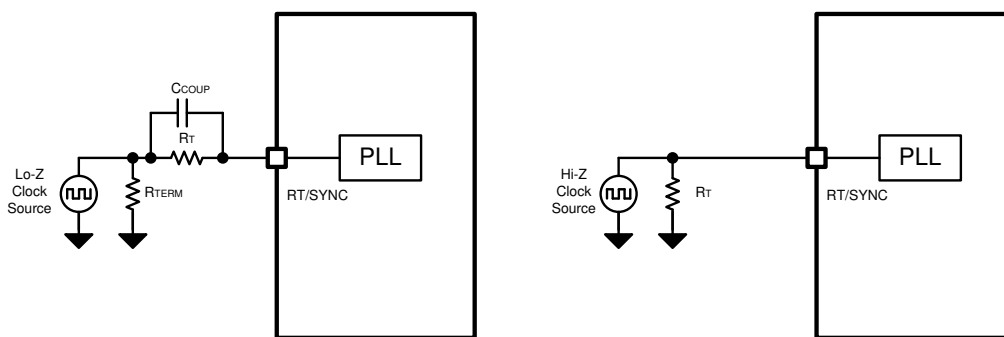 CCOUP
RT
PLL
Lo-Z
Clock
Source
RTERM
RT/SYNC
Hi-Z
Clock
Source
RT
PLL
RT/SYNC